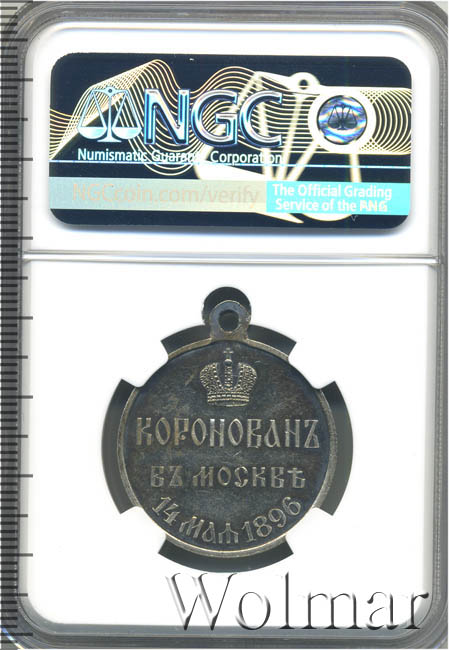 NGC
Numismatic Guaranty Corporation
NGCcoin.com/verify
The Official Grading
Service of the PNG
КОРОНОВАНЪ
ВЪ МОСКВѢ
14 МАѦ 1896
Wolmar